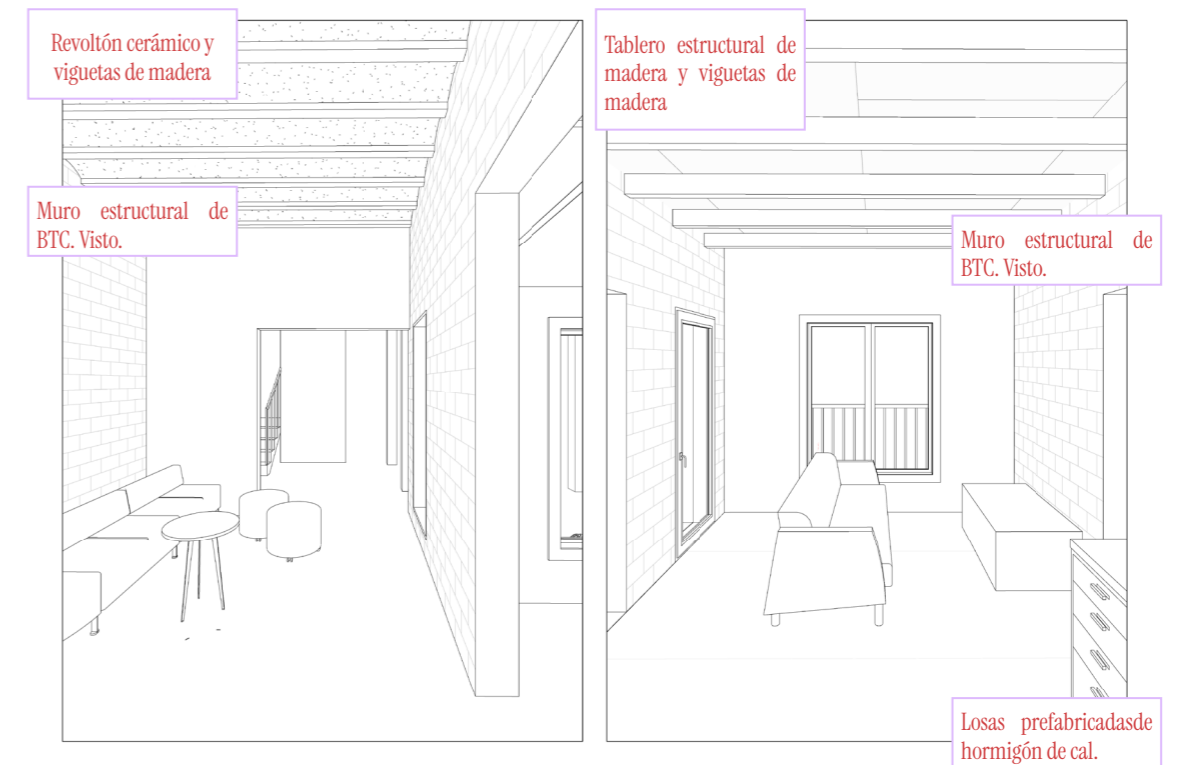 Revoltón cerámico y
viguetas de madera
Muro estructural de
BTC. Visto.
Tablero estructural de
madera y viguetas de
madera
Muro estructural de
BTC. Visto.
Losas prefabricadasde
hormigón de cal.